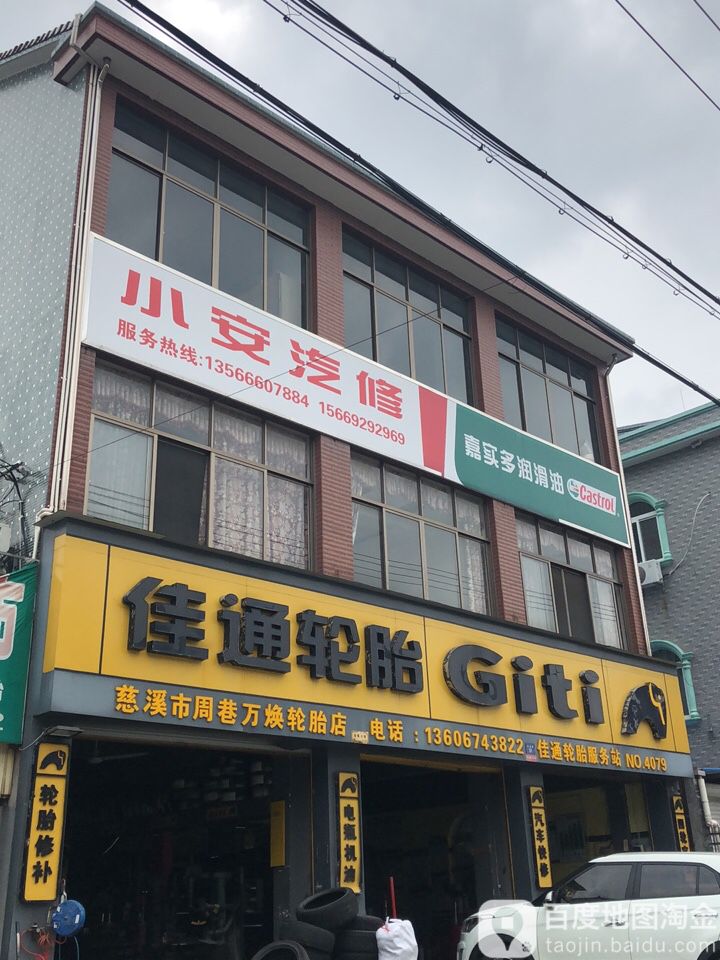 小安汽修
服务热线:13566607884 15669292969
嘉实多润滑油 Castrol
佳通轮胎 Giti
慈溪市周巷万焕轮胎店 电话：13606743822 佳通轮胎服务站 NO.4079
轮胎修补
电瓶机油
汽车快修
百度地图淘金
taojin.baidu.com